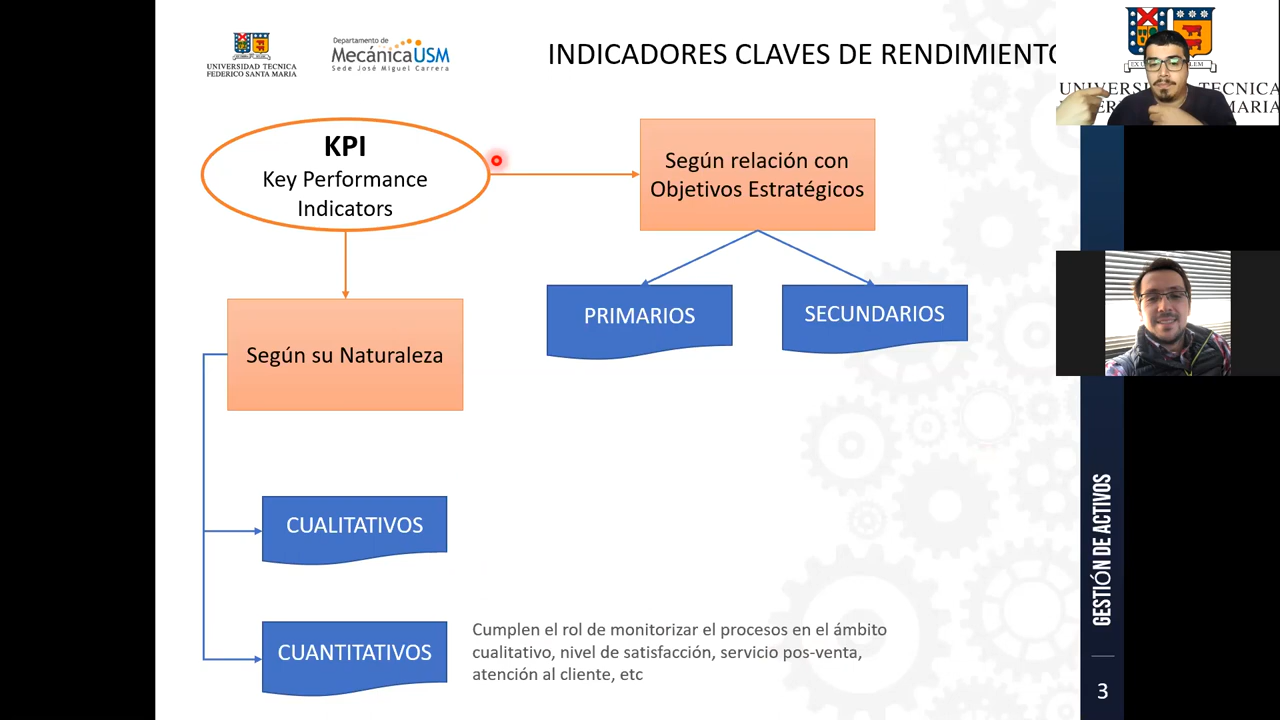 UNIVERSIDAD TECNICA
FEDERICO SANTA MARIA
Departamento de
MecánicaUSM
Sede José Miguel Carrera
INDICADORES CLAVES DE RENDIMIENTO
KPI
Key Performance
Indicators
Según relación con
Objetivos Estratégicos
PRIMARIOS
SECUNDARIOS
Según su Naturaleza
CUALITATIVOS
CUANTITATIVOS
Cumplen el rol de monitorizar el procesos en el ámbito
cualitativo, nivel de satisfacción, servicio pos-venta,
atención al cliente, etc
GESTIÓN DE ACTIVOS
3